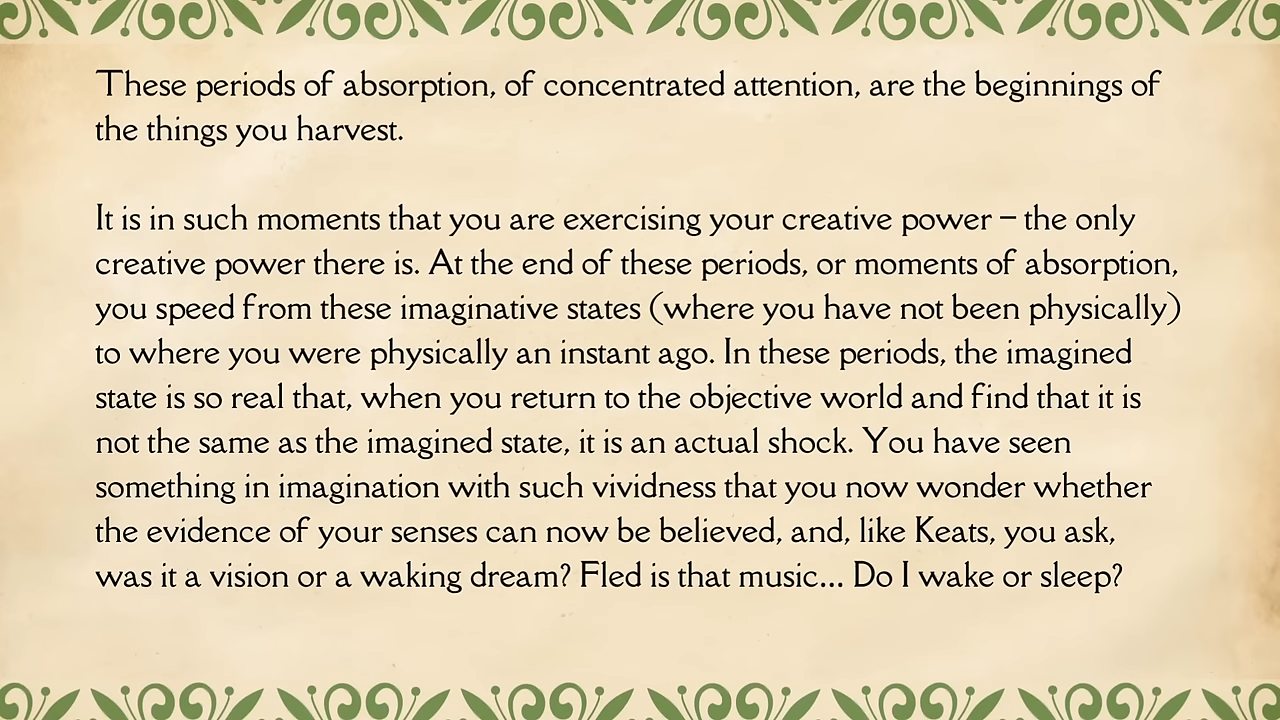 These periods of absorption, of concentrated attention, are the beginnings of
the things you harvest.
It is in such moments that you are exercising your creative power – the only
creative power there is. At the end of these periods, or moments of absorption,
you speed from these imaginative states (where you have not been physically)
to where you were physically an instant ago. In these periods, the imagined
state is so real that, when you return to the objective world and find that it is
not the same as the imagined state, it is an actual shock. You have seen
something in imagination with such vividness that you now wonder whether
the evidence of your senses can now be believed, and, like Keats, you ask,
was it a vision or a waking dream? Fled is that music... Do I wake or sleep?